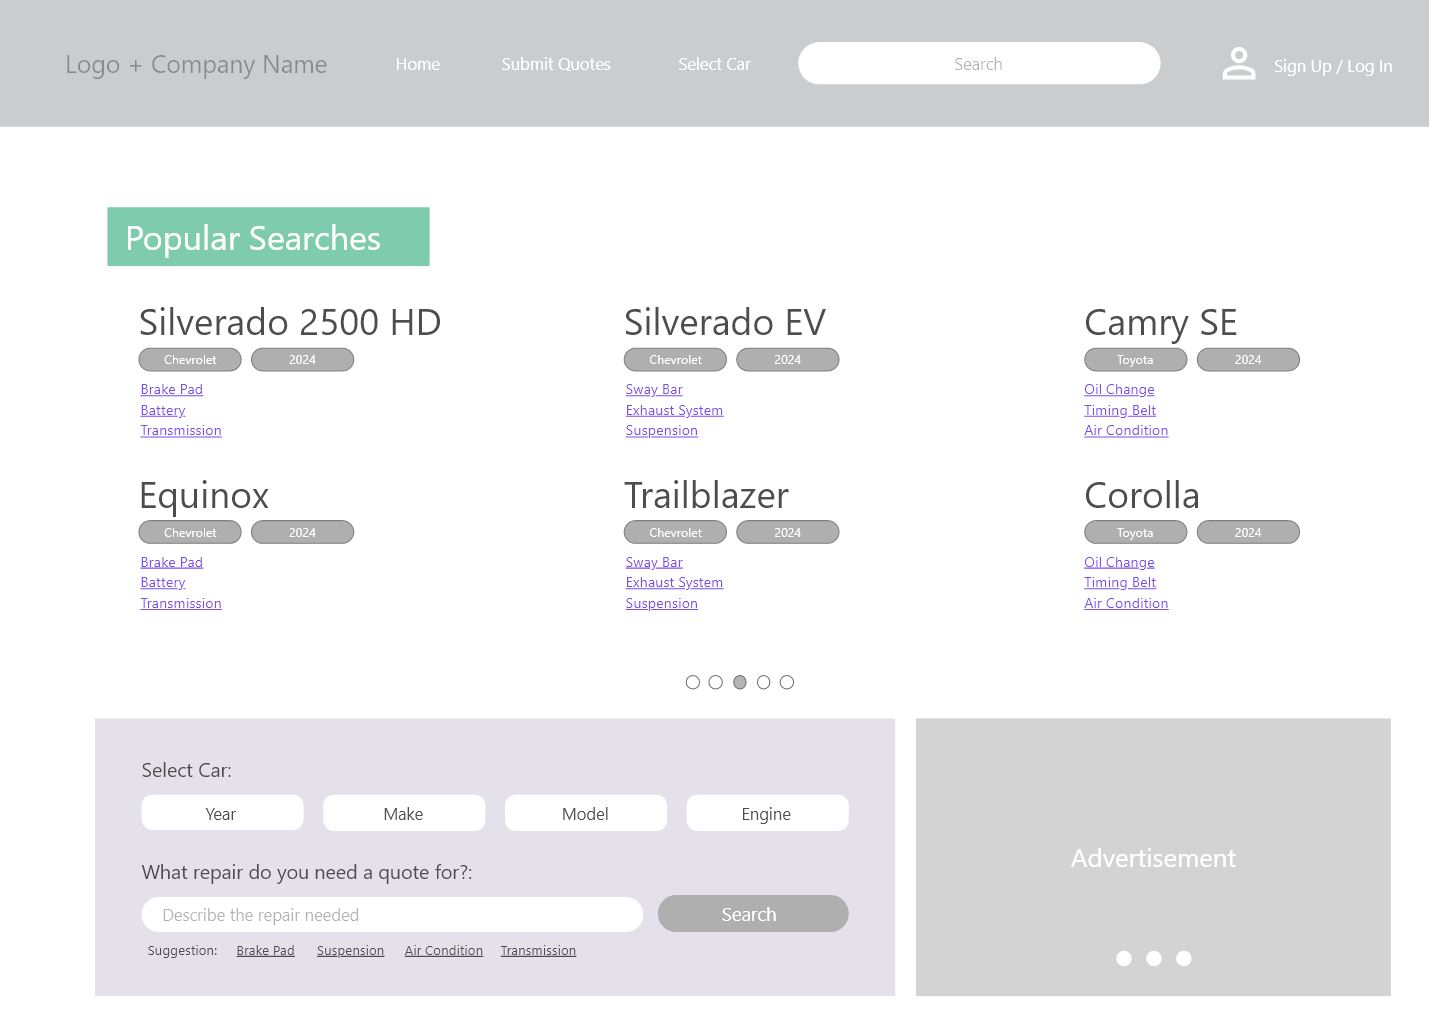 Logo + Company Name
Home
Submit Quotes
Select Car
Search
Sign Up / Log In
Popular Searches
Silverado 2500 HD
Chevrolet
2024
Brake Pad
Battery
Transmission
Silverado EV
Chevrolet
2024
Sway Bar
Exhaust System
Suspension
Camry SE
Toyota
2024
Oil Change
Timing Belt
Air Condition
Equinox
Chevrolet
2024
Brake Pad
Battery
Transmission
Trailblazer
Chevrolet
2024
Sway Bar
Exhaust System
Suspension
Corolla
Toyota
2024
Oil Change
Timing Belt
Air Condition
Select Car:
Year
Make
Model
Engine
What repair do you need a quote for?:
Describe the repair needed
Search
Suggestion:
Brake Pad
Suspension
Air Condition
Transmission
Advertisement